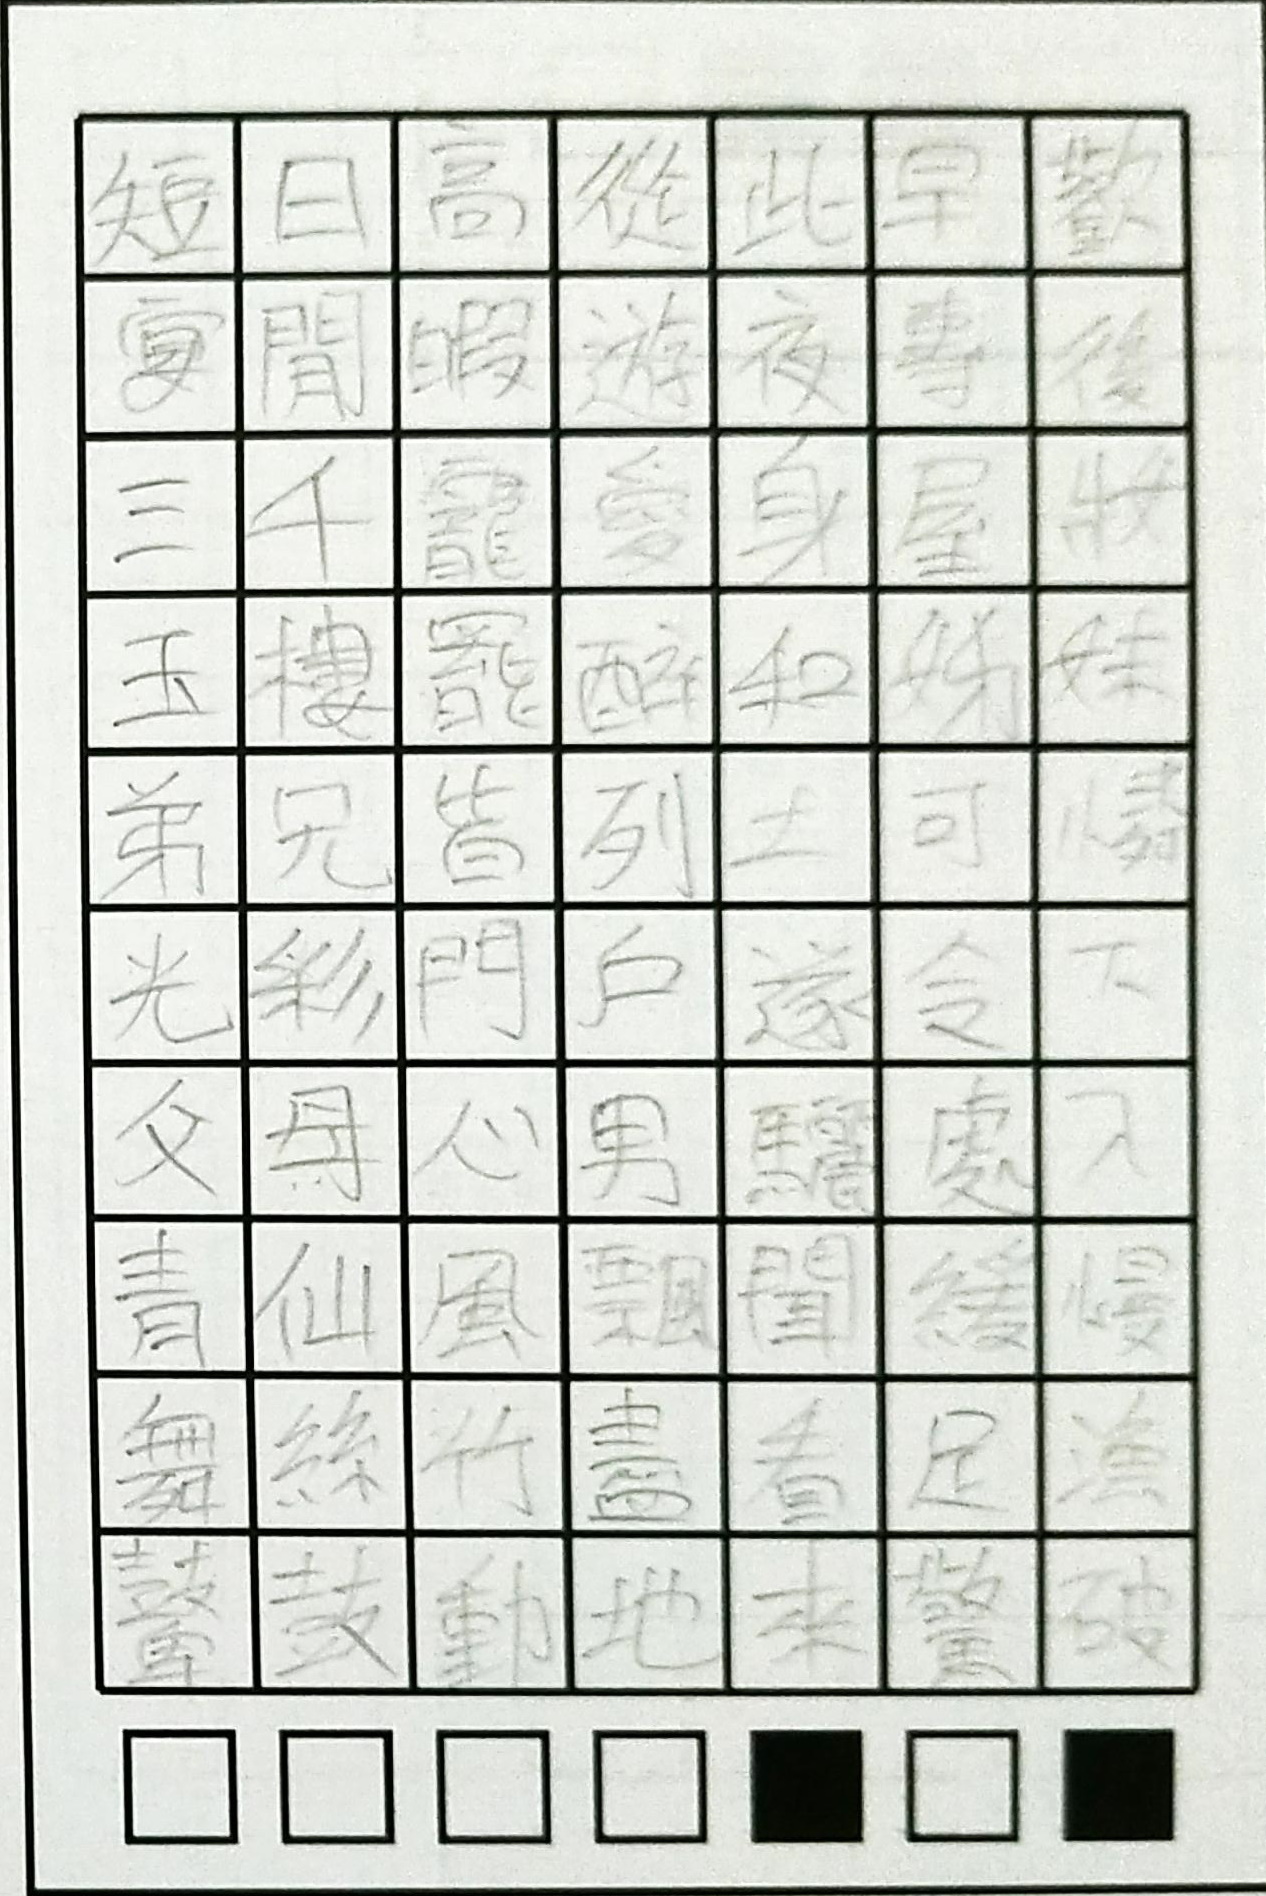 短日高從此早歡
宴閒暇遊夜專後
三千寵愛身屋妝
玉樓罷醉和姊妹
弟兄皆列土可憐
光彩門戶遂令下
父母心男驪處入
青仙風飄聞緩慢
舞絲竹盡看足漁
鼙鼓動地來驚破